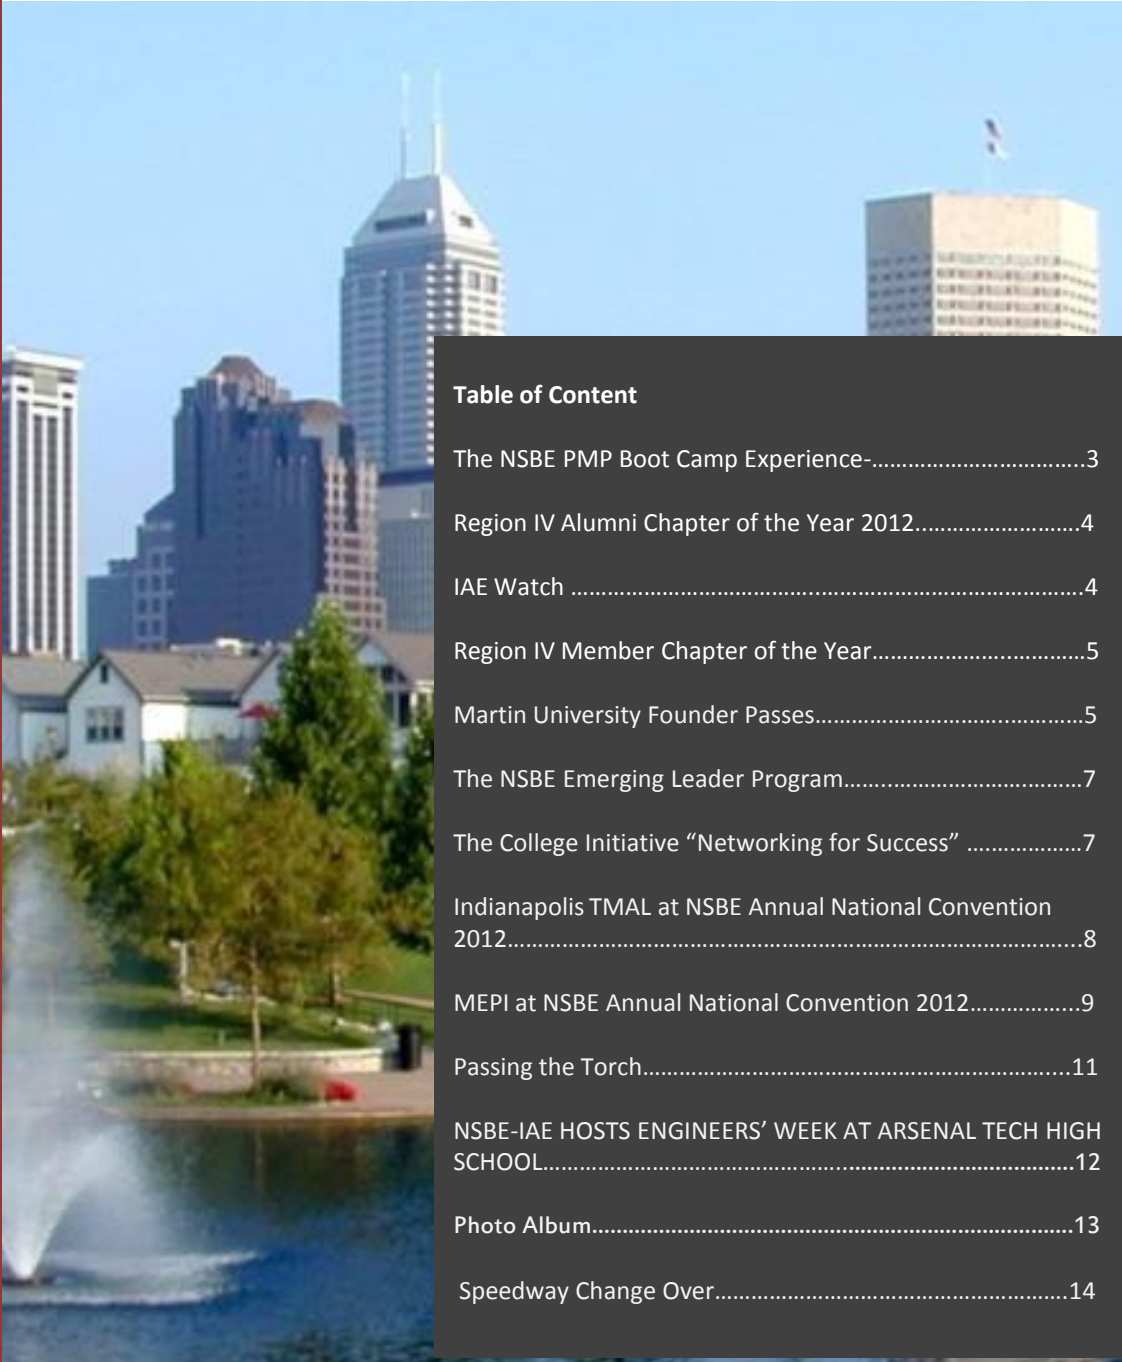 Table of Content
The NSBE PMP Boot Camp Experience-……………………………..3
Region IV Alumni Chapter of the Year 2012………………………..4
IAE Watch ………………………………….…………………………………….4
Region IV Member Chapter of the Year………………….…………5
Martin University Founder Passes………………………….…………5
The NSBE Emerging Leader Program……..………………….………7
The College Initiative “Networking for Success” ….……………7
Indianapolis TMAL at NSBE Annual National Convention
2012………………………………………………………………………………....8
MEPI at NSBE Annual National Convention 2012……………...9
Passing the Torch…………………………………………………………....11
NSBE-IAE HOSTS ENGINEERS’ WEEK AT ARSENAL TECH HIGH
SCHOOL…………………………………………..……………………………….12
Photo Album…………………………………………………………………….13
Speedway Change Over………………………………………………….14